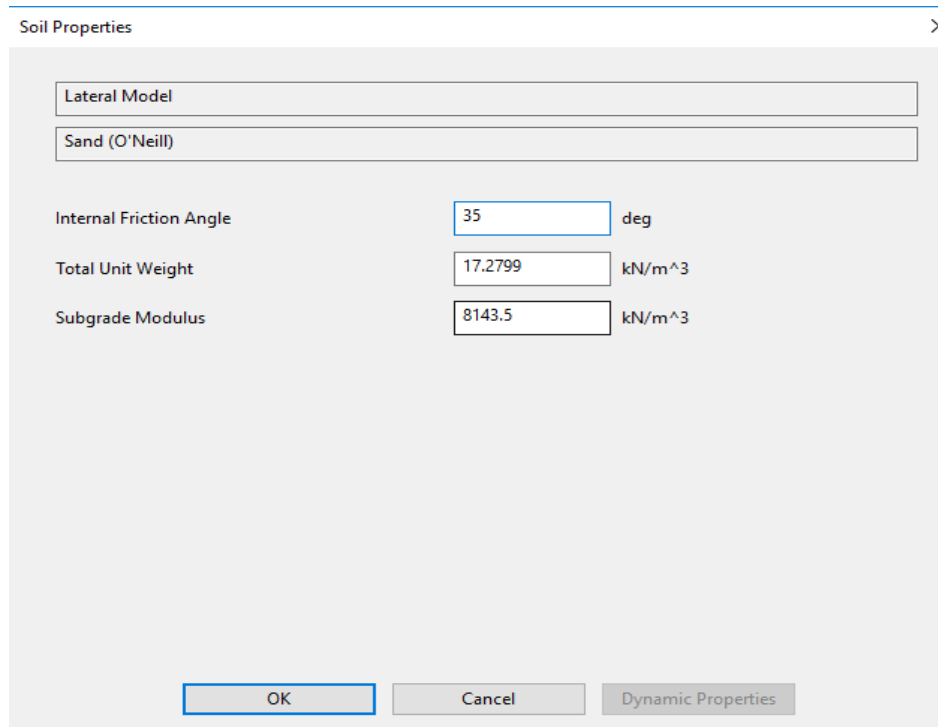 Soil Properties
Lateral Model
Sand (O'Neill)
Internal Friction Angle 35 deg
Total Unit Weight 17.2799 kN/m^3
Subgrade Modulus 8143.5 kN/m^3
OK Cancel Dynamic Properties